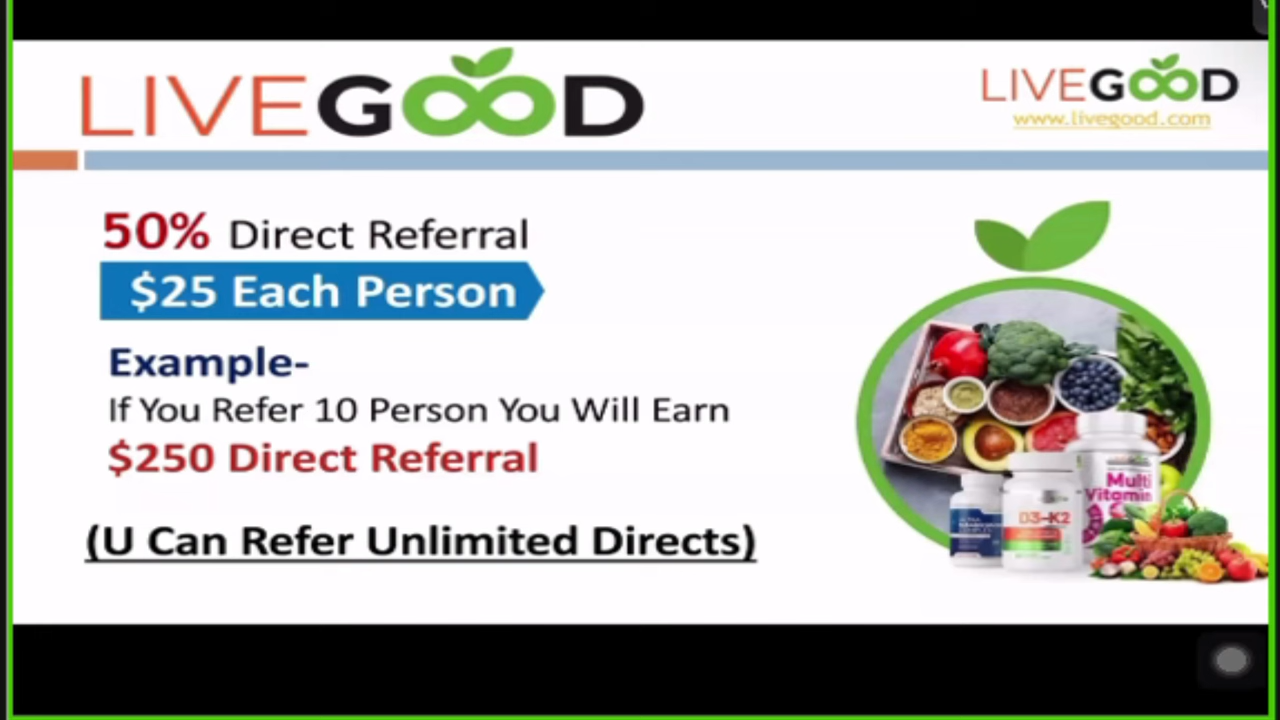 LIVEGOOD
LIVEGOOD
www.livegood.com
50% Direct Referral
$25 Each Person
Example-
If You Refer 10 Person You Will Earn
$250 Direct Referral
(U Can Refer Unlimited Directs)
Multi
Vitamin
D3-K2